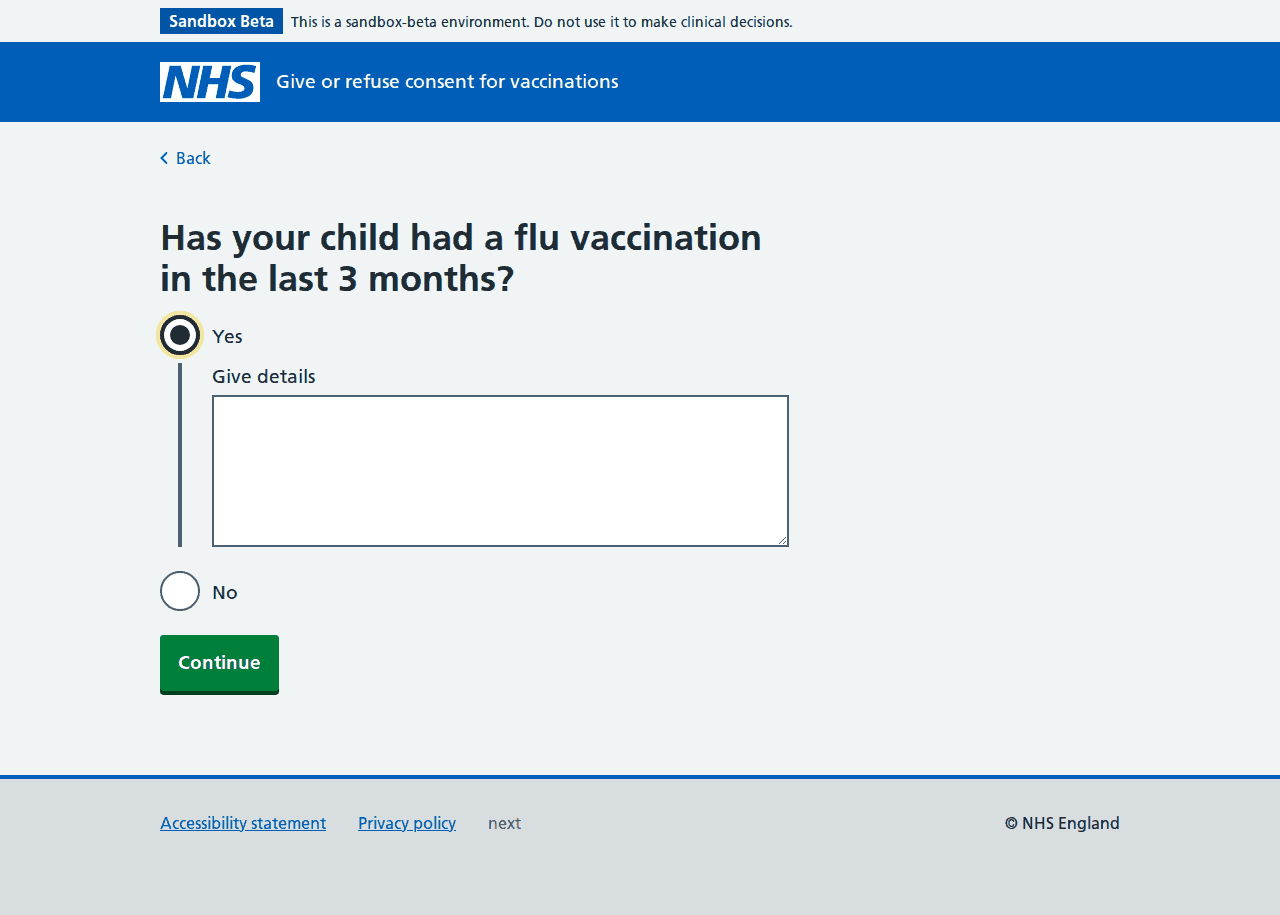 Sandbox Beta This is a sandbox-beta environment. Do not use it to make clinical decisions.
NHS Give or refuse consent for vaccinations
Back
Has your child had a flu vaccination
in the last 3 months?
Yes
Give details
No
Continue
Accessibility statement Privacy policy next © NHS England